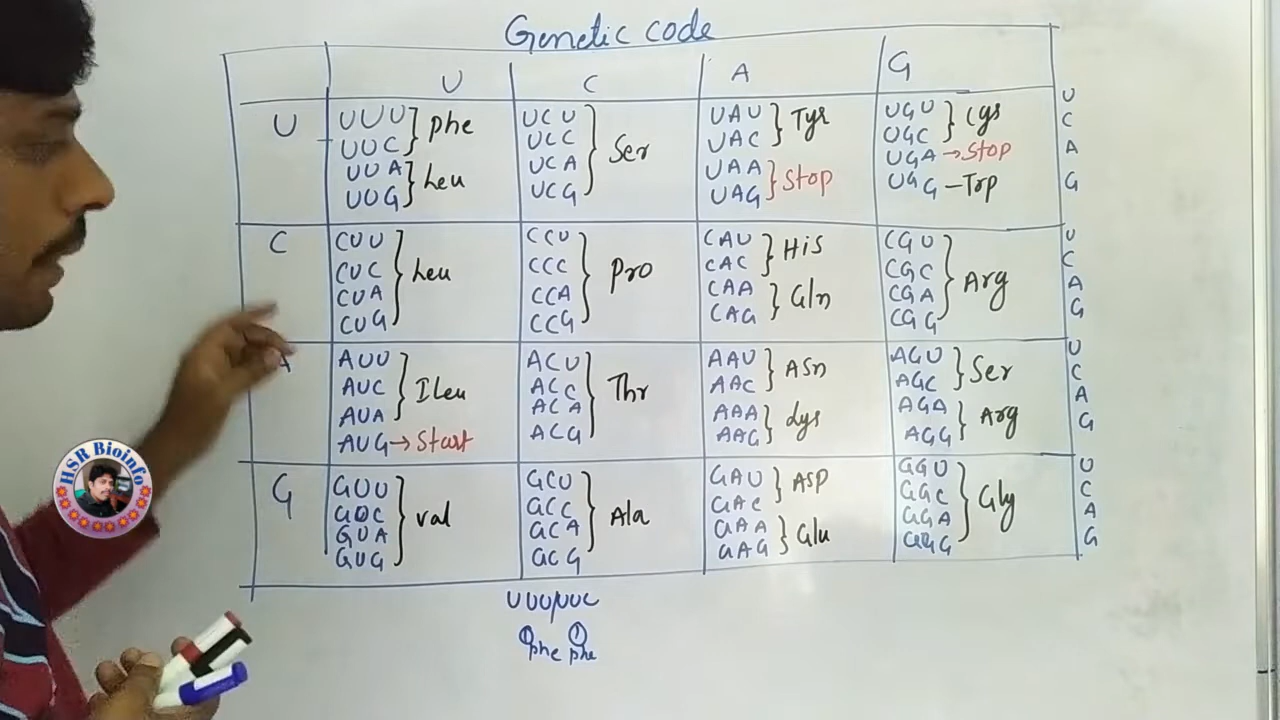 Genetic code
U C A G
U
UUU
UUC
} Phe
UUA
UUG
} Leu
UCU
UCC
UCA
UCG
} Ser
UAU
UAC
} Tyr
UAA
UAG
} Stop
UGU
UGC
} Cys
UGA → Stop
UGG – Trp
U
C
A
G
C
CUU
CUC
CUA
CUG
} Leu
CCU
CCC
CCA
CCG
} Pro
CAU
CAC
} His
CAA
CAG
} Gln
CGU
CGC
CGA
CGG
} Arg
U
C
A
G
A
AUU
AUC
AUA
} ILeu
AUG → Start
ACU
ACC
ACA
ACG
} Thr
AAU
AAC
} ASn
AAA
AAG
} Lys
AGU
AGC
} Ser
AGA
AGG
} Arg
U
C
A
G
G
GUU
GUC
GUA
GUG
} val
GCU
GCC
GCA
GCG
} Ala
GAU
GAC
} ASP
GAA
GAG
} Glu
GGU
GGC
GGA
GGG
} Gly
U
C
A
G
UUU/UUC
① ①
Phe Phe
HSR Bioinfo